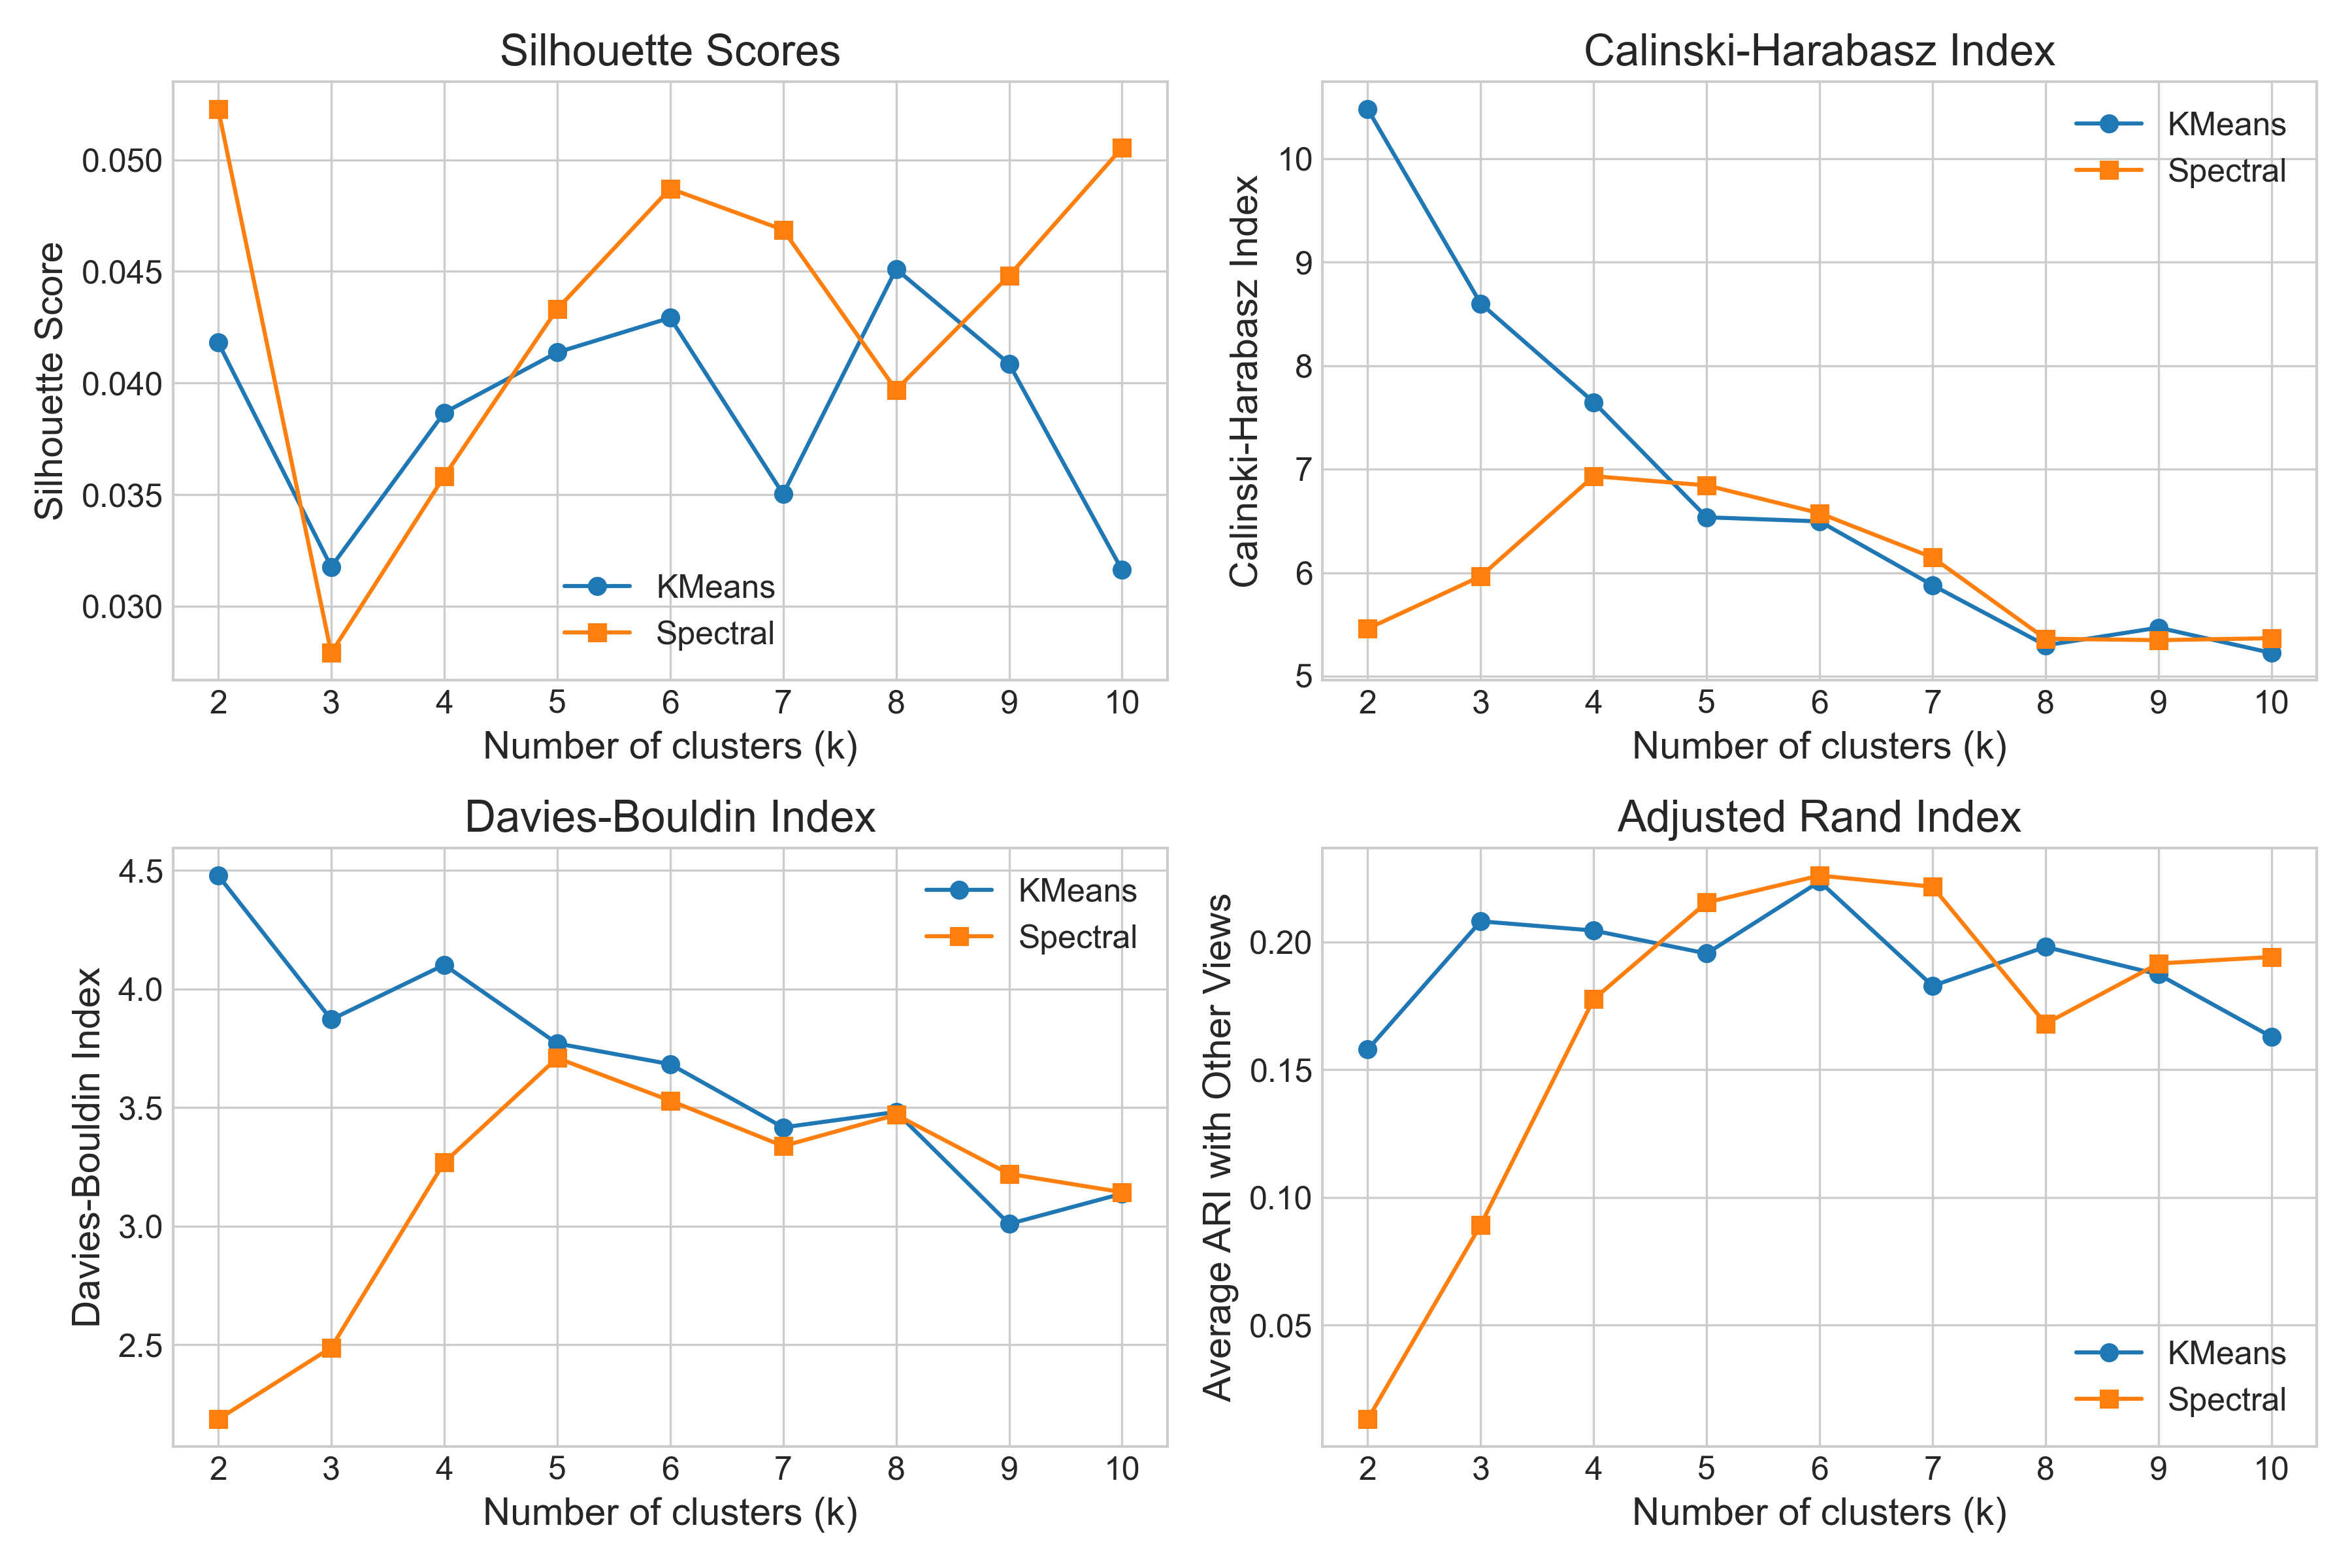 Silhouette Scores
Silhouette Score
0.050
0.045
0.040
0.035
0.030
KMeans
Spectral
2 3 4 5 6 7 8 9 10
Number of clusters (k)
Calinski-Harabasz Index
Calinski-Harabasz Index
10
9
8
7
6
5
KMeans
Spectral
2 3 4 5 6 7 8 9 10
Number of clusters (k)
Davies-Bouldin Index
Davies-Bouldin Index
4.5
4.0
3.5
3.0
2.5
KMeans
Spectral
2 3 4 5 6 7 8 9 10
Number of clusters (k)
Adjusted Rand Index
Average ARI with Other Views
0.20
0.15
0.10
0.05
KMeans
Spectral
2 3 4 5 6 7 8 9 10
Number of clusters (k)